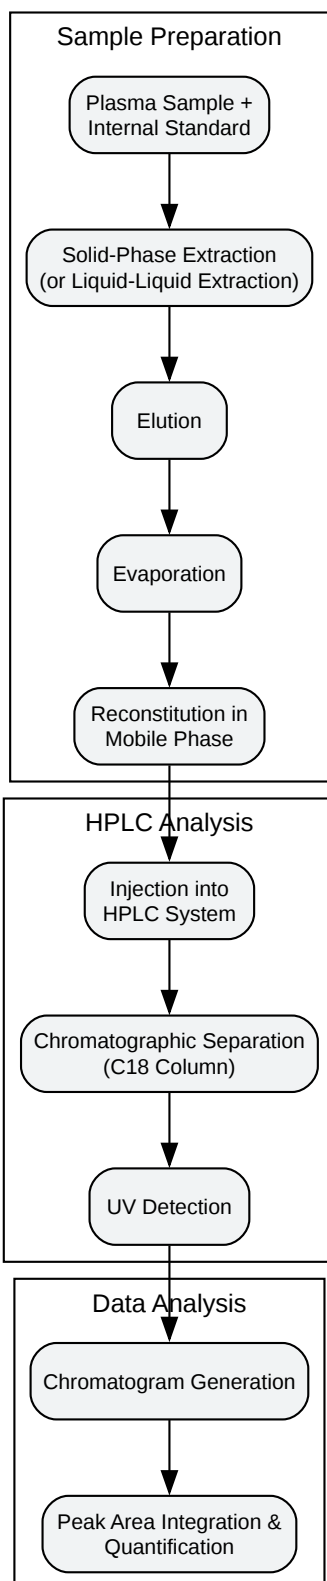 Sample Preparation
Plasma Sample +
Internal Standard
Solid-Phase Extraction
(or Liquid-Liquid Extraction)
Elution
Evaporation
Reconstitution in
Mobile Phase
HPLC Analysis
Injection into
HPLC System
Chromatographic Separation
(C18 Column)
UV Detection
Data Analysis
Chromatogram Generation
Peak Area Integration &
Quantification